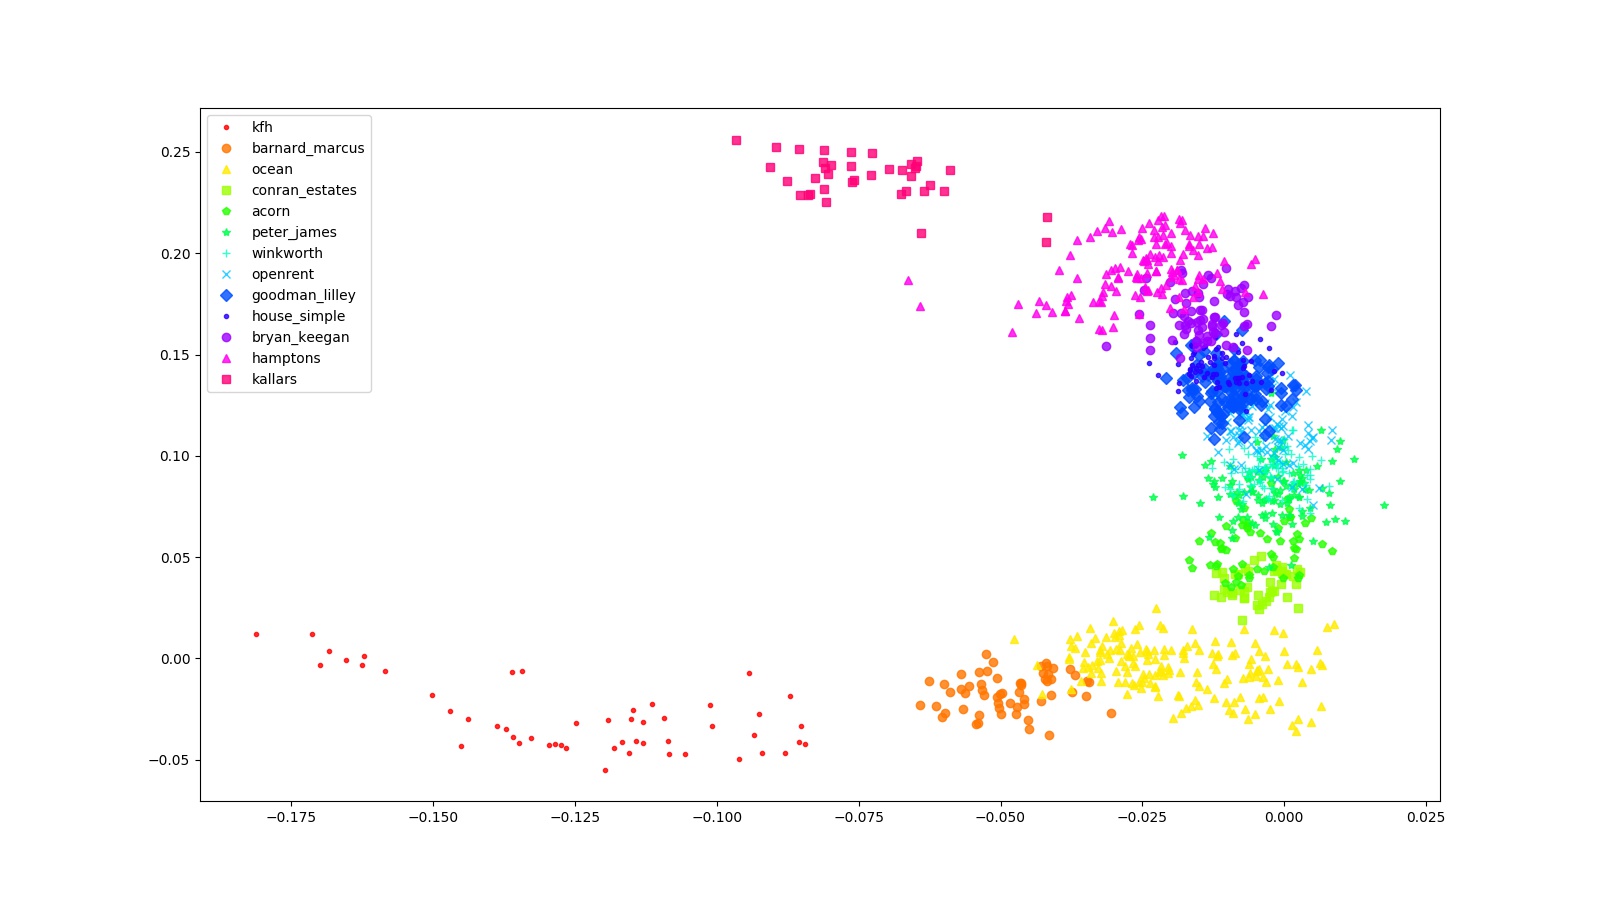 kfh
barnard_marcus
ocean
conran_estates
acorn
peter_james
winkworth
openrent
goodman_lilley
house_simple
bryan_keegan
hamptons
kallars
0.25
0.20
0.15
0.10
0.05
0.00
−0.05
−0.175 −0.150 −0.125 −0.100 −0.075 −0.050 −0.025 0.000 0.025